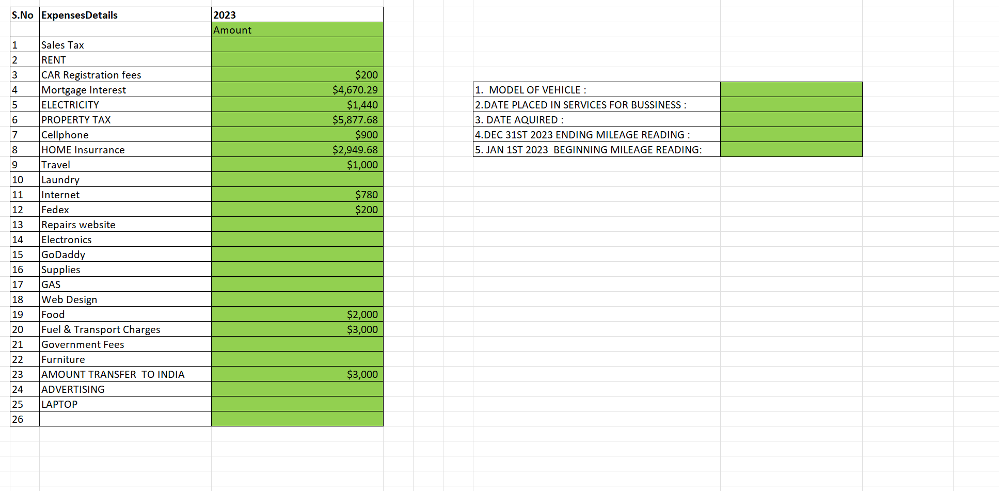 S.No ExpensesDetails 2023
Amount
1 Sales Tax
2 RENT
3 CAR Registration fees $200
4 Mortgage Interest $4,670.29
5 ELECTRICITY $1,440
6 PROPERTY TAX $5,877.68
7 Cellphone $900
8 HOME Insurrance $2,949.68
9 Travel $1,000
10 Laundry
11 Internet $780
12 Fedex $200
13 Repairs website
14 Electronics
15 GoDaddy
16 Supplies
17 GAS
18 Web Design
19 Food $2,000
20 Fuel & Transport Charges $3,000
21 Government Fees
22 Furniture
23 AMOUNT TRANSFER  TO INDIA $3,000
24 ADVERTISING
25 LAPTOP
26
1.  MODEL OF VEHICLE :
2.DATE PLACED IN SERVICES FOR BUSSINESS :
3. DATE AQUIRED :
4.DEC 31ST 2023 ENDING MILEAGE READING :
5. JAN 1ST 2023  BEGINNING MILEAGE READING: